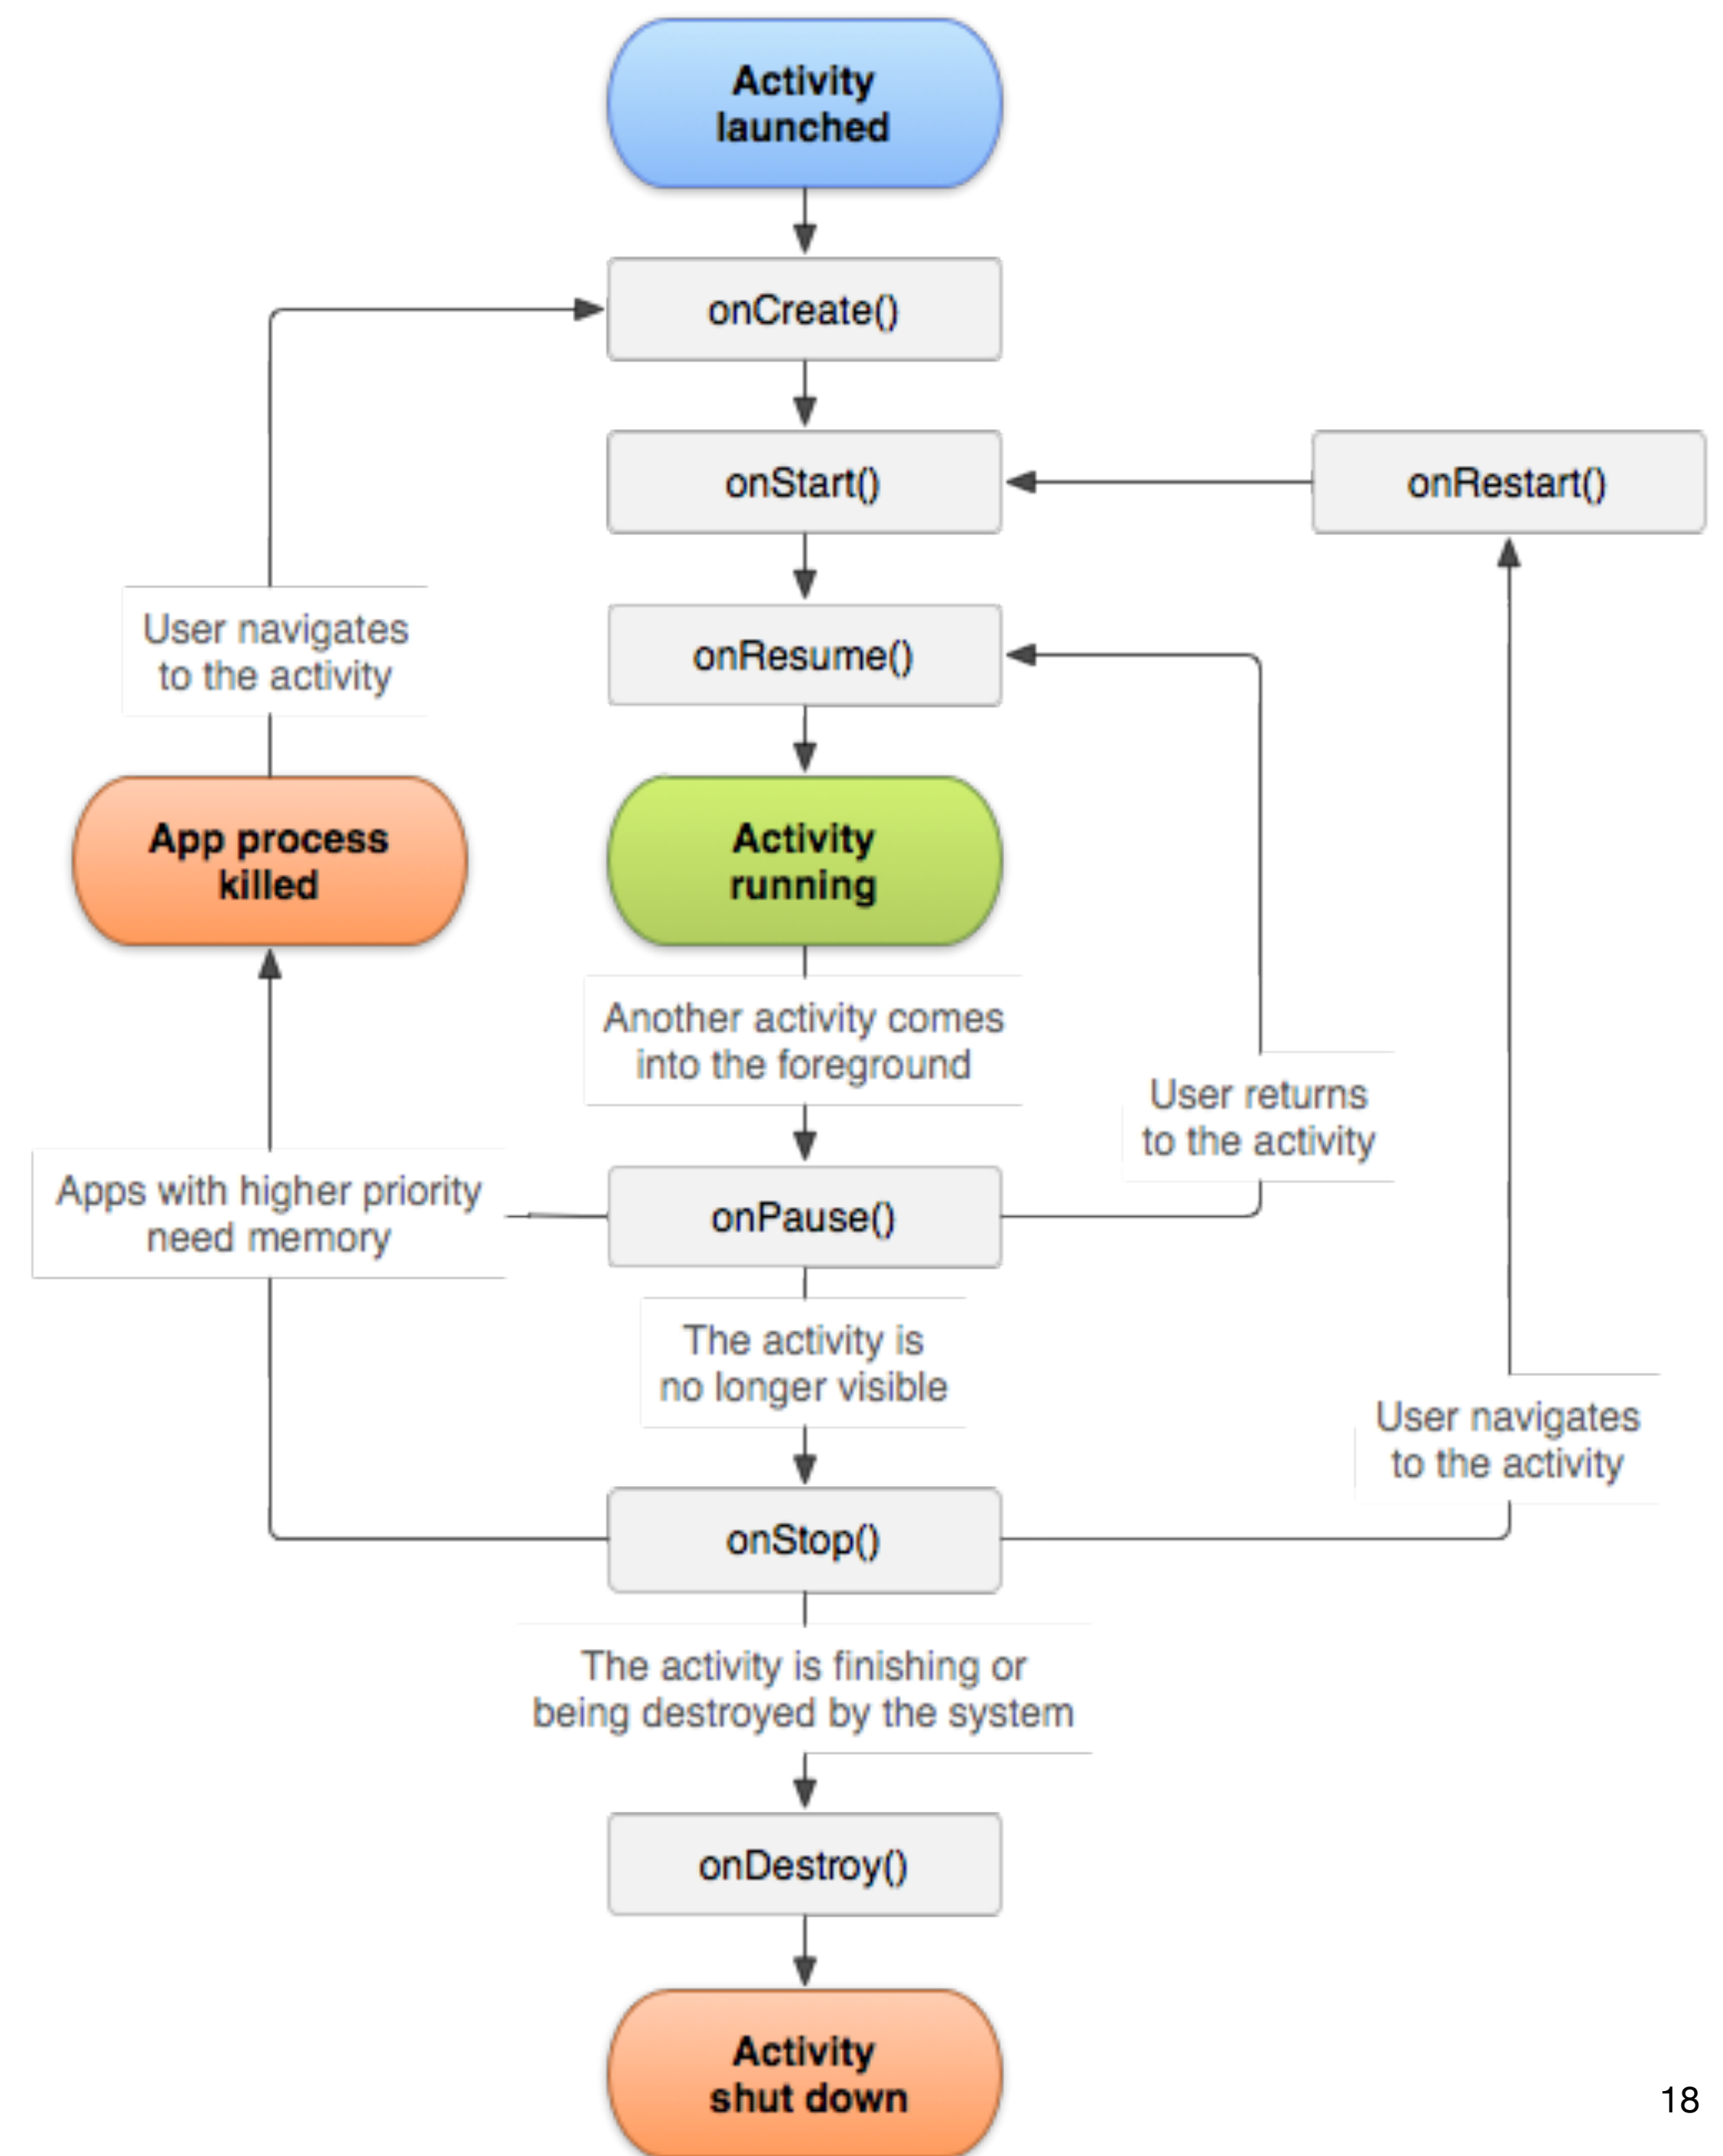 Activity
launched
onCreate()
onStart()
onRestart()
User navigates
to the activity
onResume()
App process
killed
Activity
running
Another activity comes
into the foreground
User returns
to the activity
Apps with higher priority
need memory
onPause()
The activity is
no longer visible
User navigates
to the activity
onStop()
The activity is finishing or
being destroyed by the system
onDestroy()
Activity
shut down
18